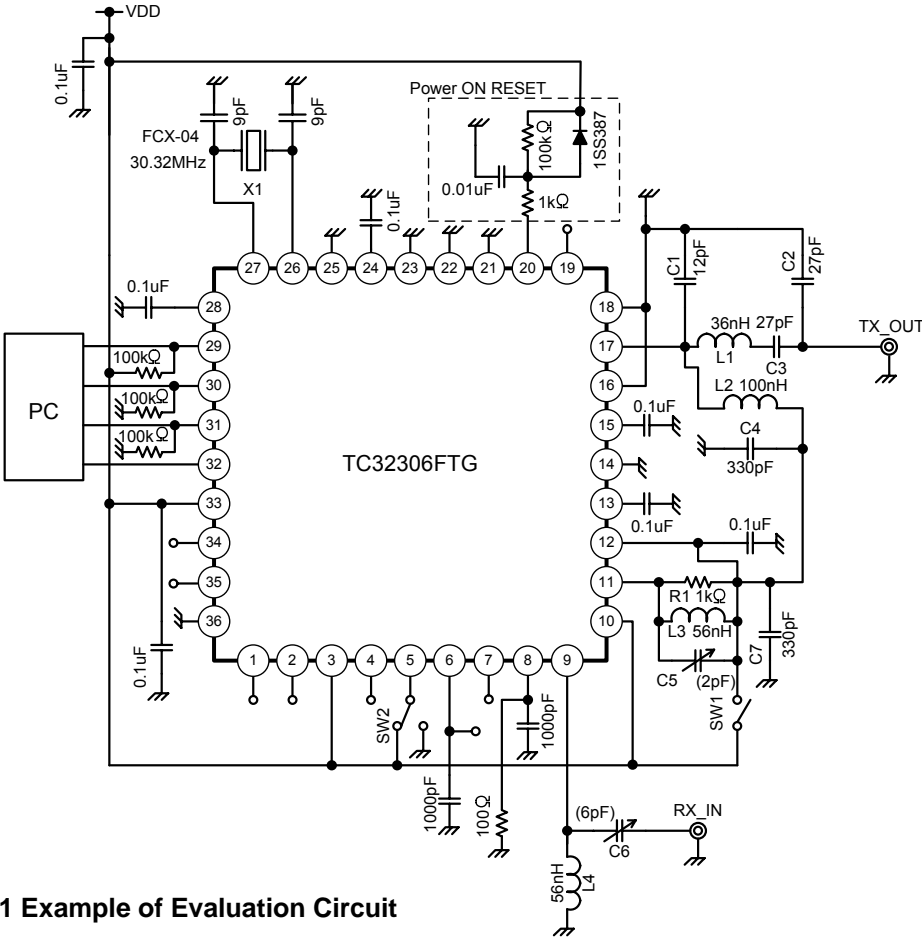 VDD
0.1uF
9pF
9pF
FCX-04
30.32MHz
X1
0.1uF
Power ON RESET
100kΩ
1SS387
0.01uF
1kΩ
27
26
25
24
23
22
21
20
19
0.1uF
28
29
30
31
32
33
34
35
36
PC
100kΩ
100kΩ
100kΩ
0.1uF
TC32306FTG
18
17
16
15
14
13
12
11
10
C1
12pF
C2
27pF
36nH
L1
27pF
C3
TX_OUT
L2 100nH
C4
330pF
0.1uF
0.1uF
0.1uF
R1 1kΩ
L3 56nH
C5
(2pF)
C7
330pF
SW1
1
2
3
4
5
6
7
8
9
SW2
1000pF
1000pF
100Ω
(6pF)
C6
RX_IN
56nH
L4
1 Example of Evaluation Circuit